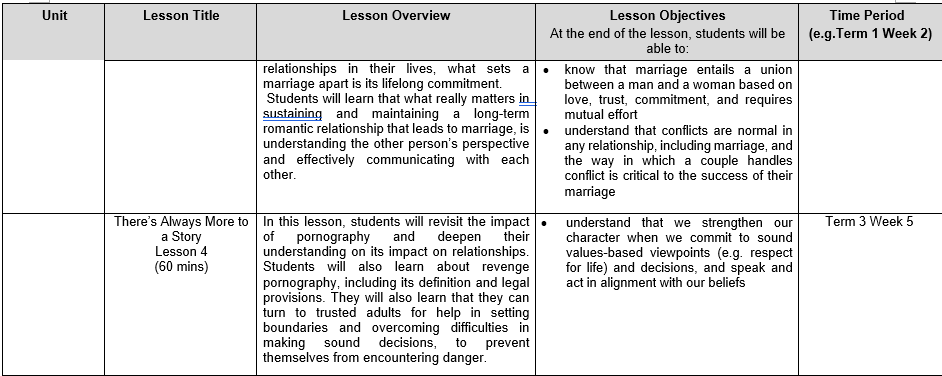 Unit
Lesson Title
Lesson Overview
Lesson Objectives
At the end of the lesson, students will be
able to:
Time Period
(e.g.Term 1 Week 2)
relationships in their lives, what sets a
marriage apart is its lifelong commitment.
Students will learn that what really matters in
sustaining and maintaining a long-term
romantic relationship that leads to marriage, is
understanding the other person's perspective
and effectively communicating with each
other.
• know that marriage entails a union
between a man and a woman based on
love, trust, commitment, and requires
mutual effort
• understand that conflicts are normal in
any relationship, including marriage, and
the way in which a couple handles
conflict is critical to the success of their
marriage
There's Always More to
a Story
Lesson 4
(60 mins)
In this lesson, students will revisit the impact
of pornography and deepen their
understanding on its impact on relationships.
Students will also learn about revenge
pornography, including its definition and legal
provisions. They will also learn that they can
turn to trusted adults for help in setting
boundaries and overcoming difficulties in
making sound decisions, to prevent
themselves from encountering danger.
• understand that we strengthen our
character when we commit to sound
values-based viewpoints (e.g. respect
for life) and decisions, and speak and
act in alignment with our beliefs
Term 3 Week 5